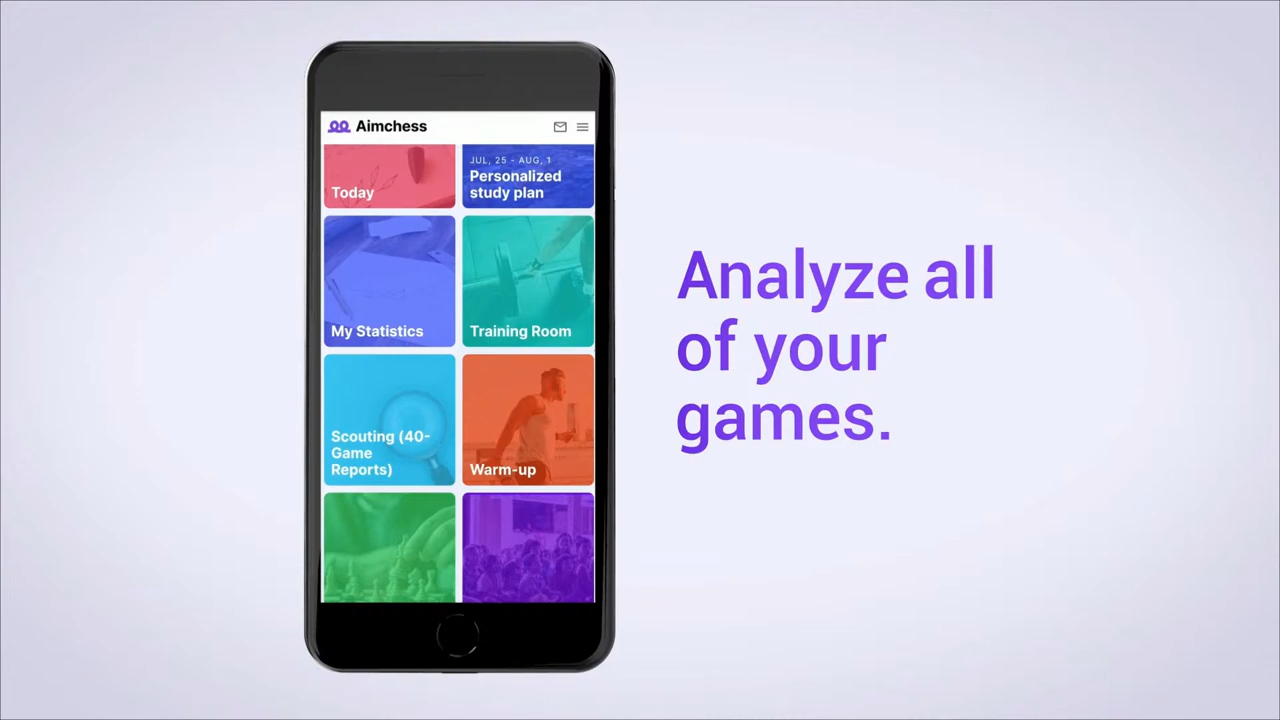 Aimchess
Today
JUL, 25 - AUG, 1
Personalized
study plan
My Statistics
Training Room
Scouting (40-
Game
Reports)
Warm-up
Analyze all
of your
games.